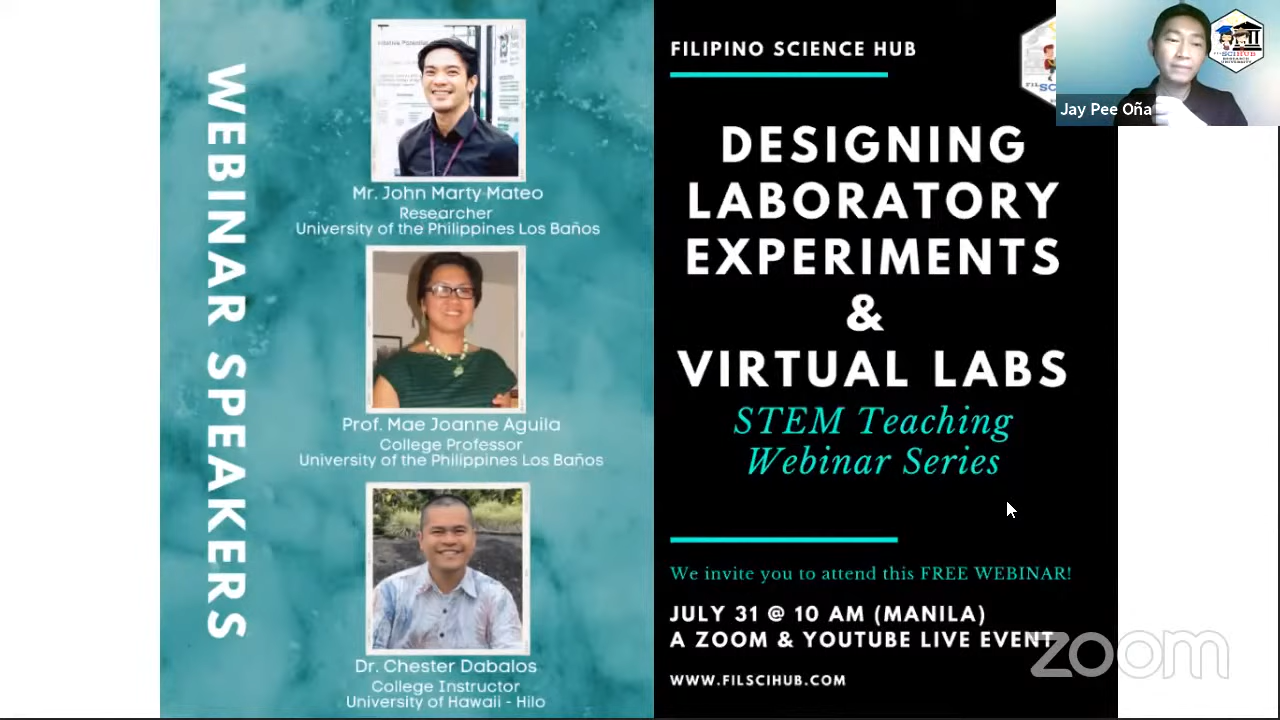 WEBINAR SPEAKERS
Mr. John Marty Mateo
Researcher
University of the Philippines Los Baños
Prof. Mae Joanne Aguila
College Professor
University of the Philippines Los Baños
Dr. Chester Dabalos
College Instructor
University of Hawaii - Hilo
FILIPINO SCIENCE HUB
DESIGNING
LABORATORY
EXPERIMENTS
&
VIRTUAL LABS
STEM Teaching
Webinar Series
We invite you to attend this FREE WEBINAR!
JULY 31 @ 10 AM (MANILA)
A ZOOM & YOUTUBE LIVE EVENT
WWW.FILSCIHUB.COM
Jay Pee Oña
FILSCIHUB
RESEARCH
UNIVERSITY
zoom